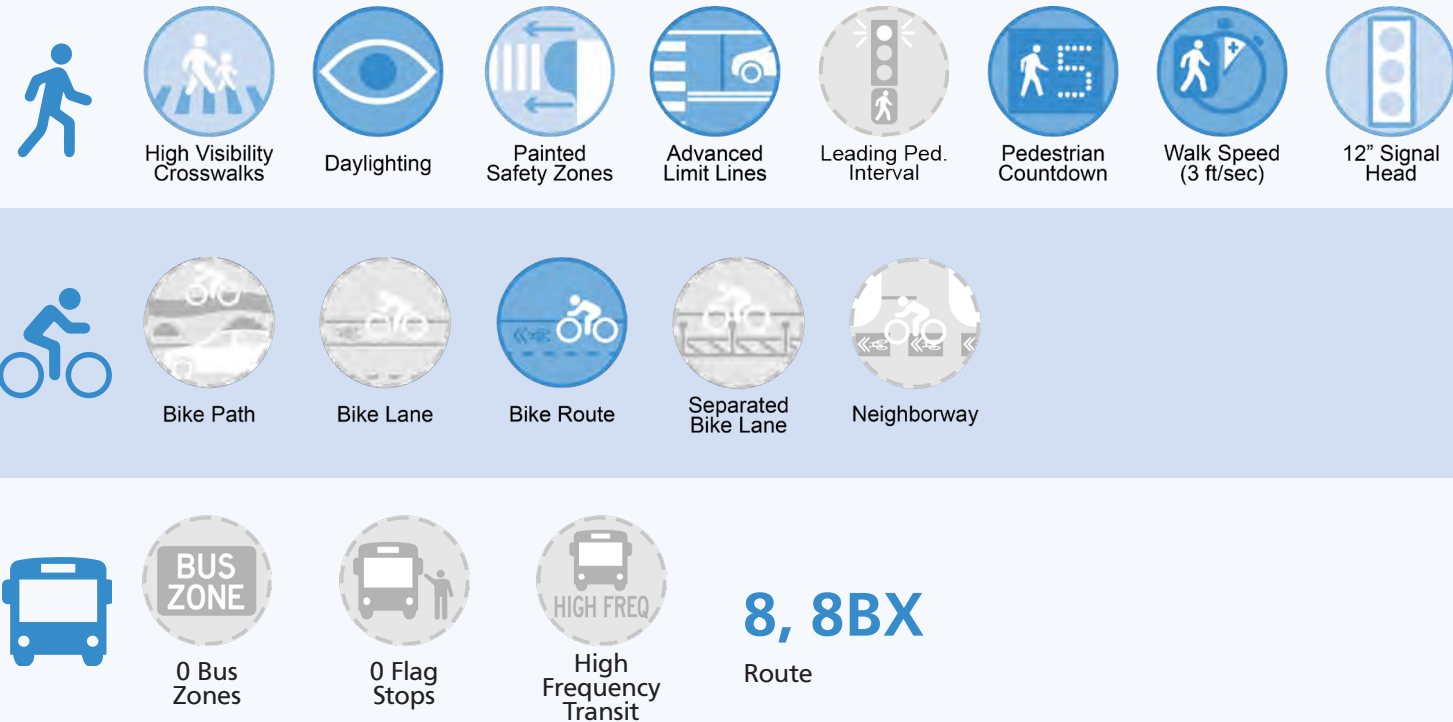 5
High Visibility
Crosswalks
Daylighting
Painted
Safety Zones
Advanced
Limit Lines
Leading Ped.
Interval
Pedestrian
Countdown
Walk Speed
(3 ft/sec)
12” Signal
Head
Bike Path
Bike Lane
Bike Route
Separated
Bike Lane
Neighborway
BUS
ZONE
0 Bus
Zones
0 Flag
Stops
HIGH FREQ
High
Frequency
Transit
8, 8BX
Route